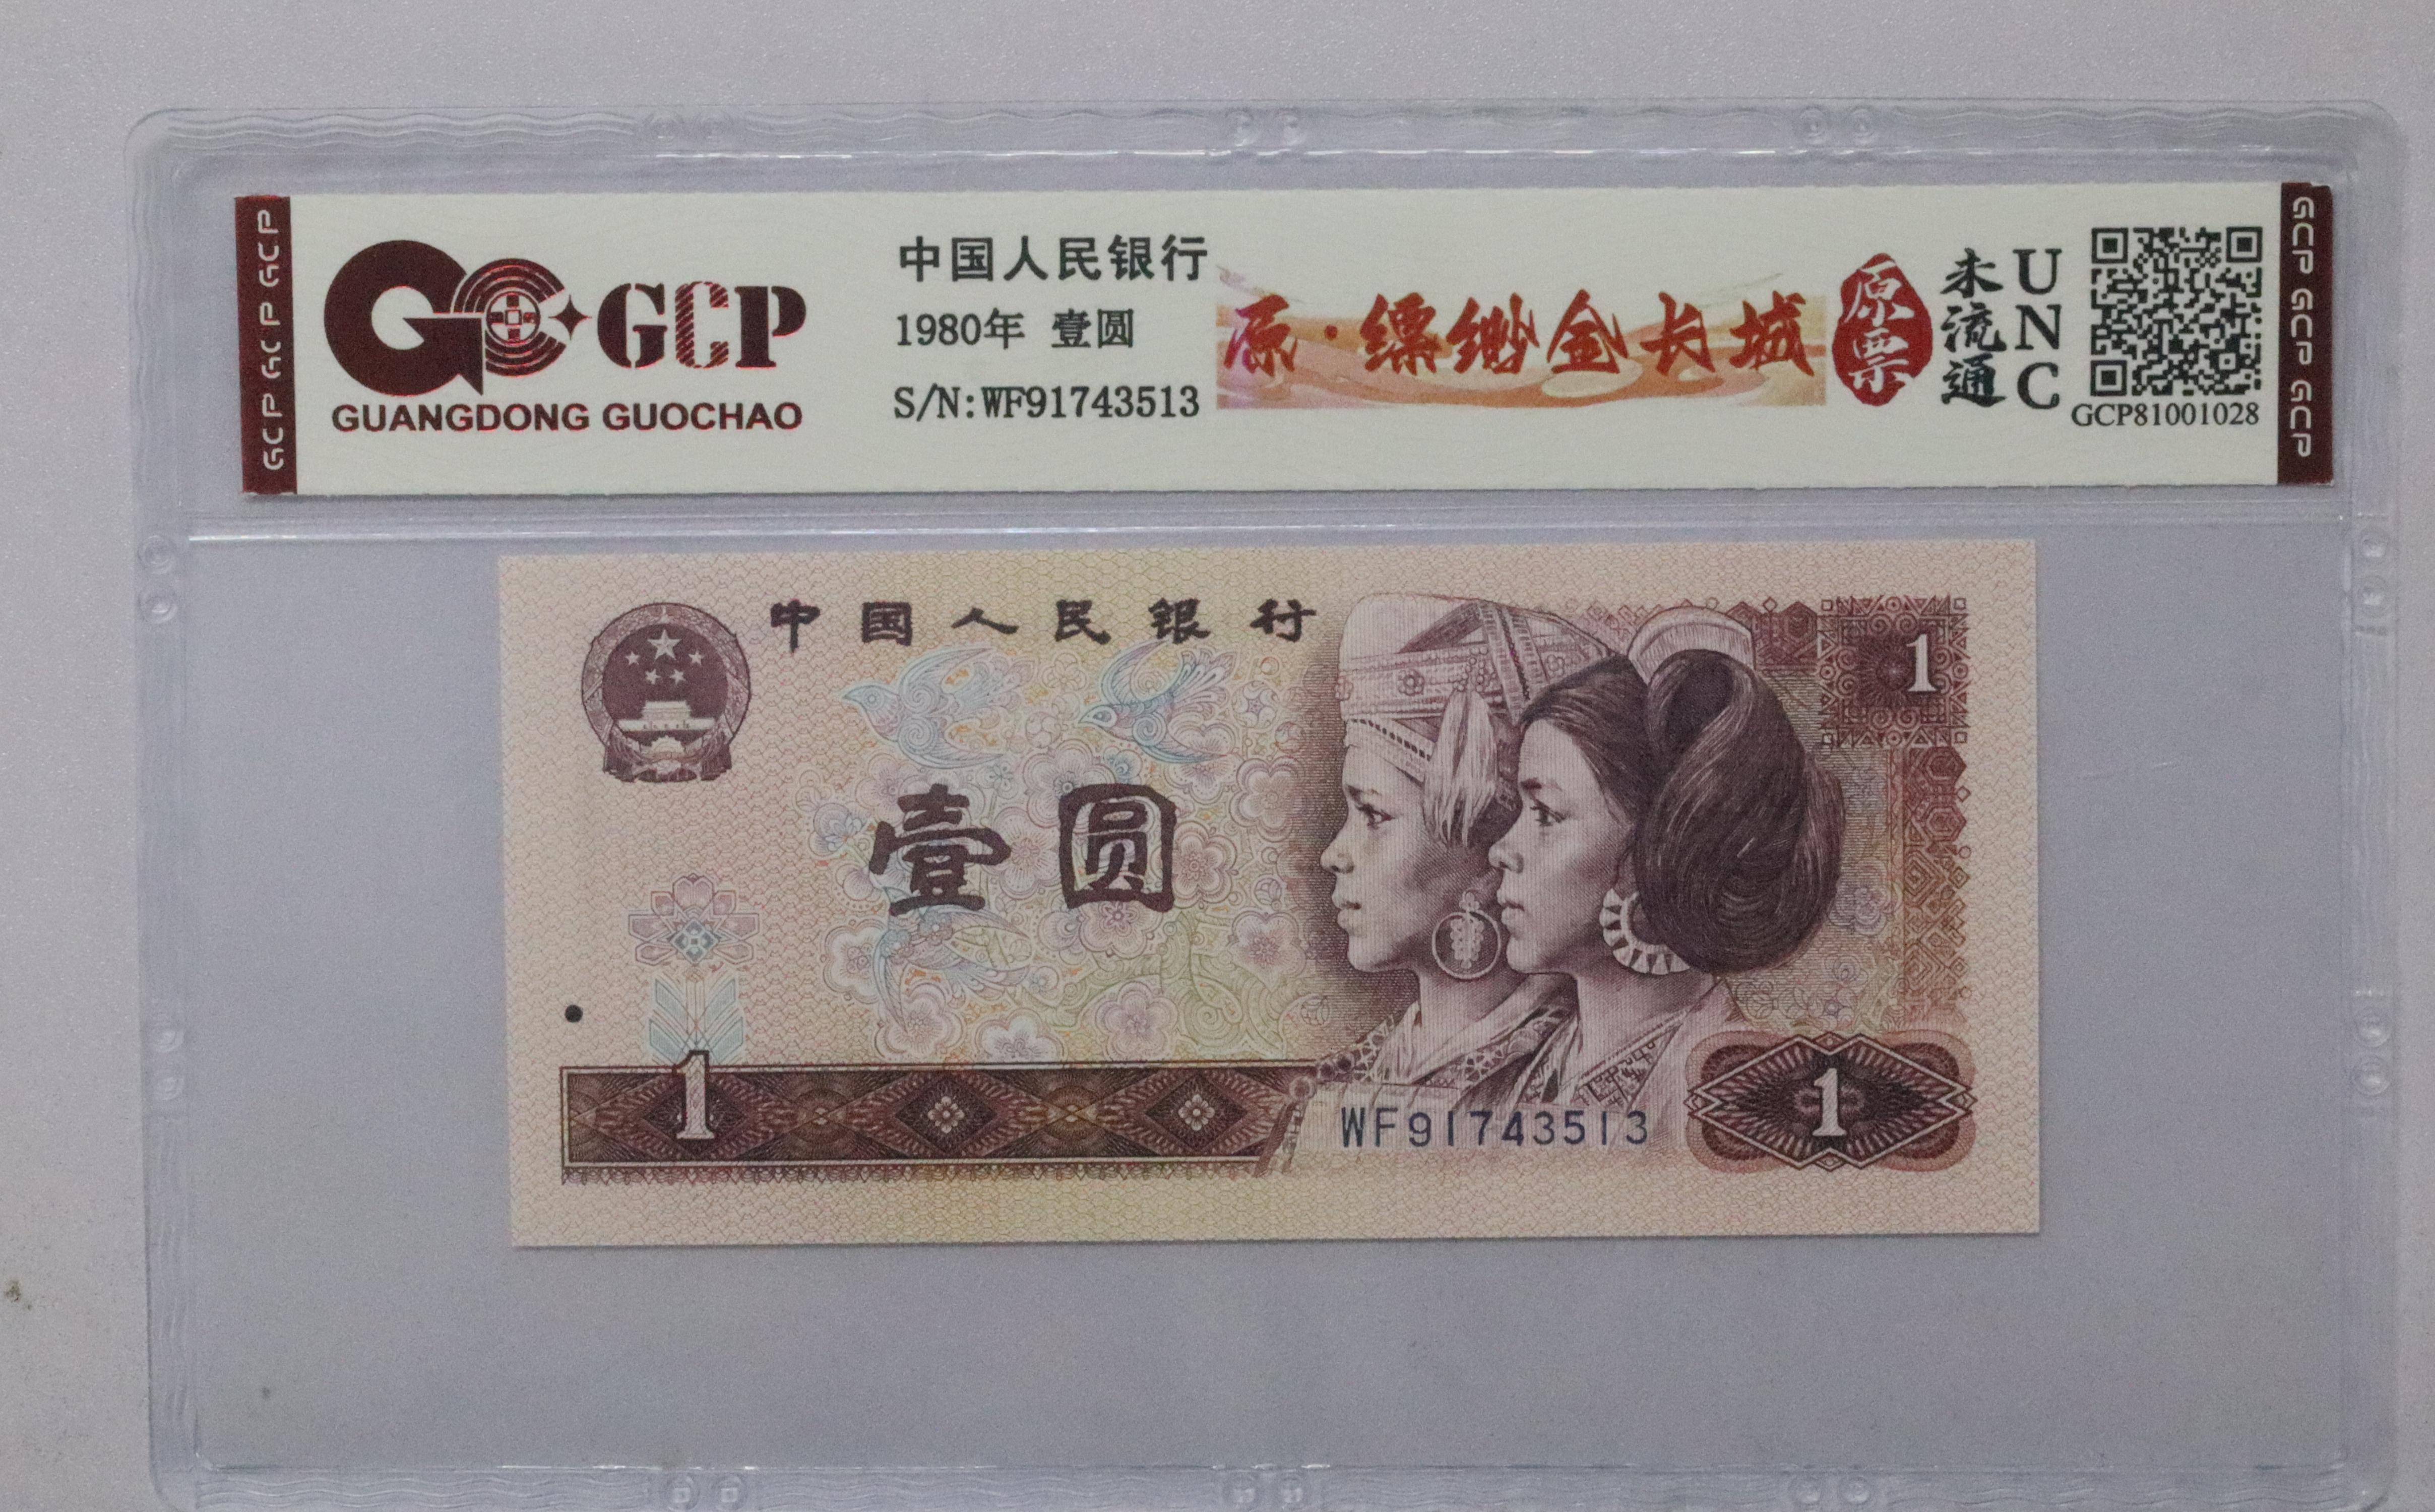 GCP GCP GCP GCP
GCP
GUANGDONG GUOCHAO
中国人民银行
1980年 壹圆
S/N:WF91743513
原·缥缈金长城
原票
未流通
UNC
GCP81001028
GCP GCP GCP
中国人民银行
1
壹圆
1
WF91743513
1